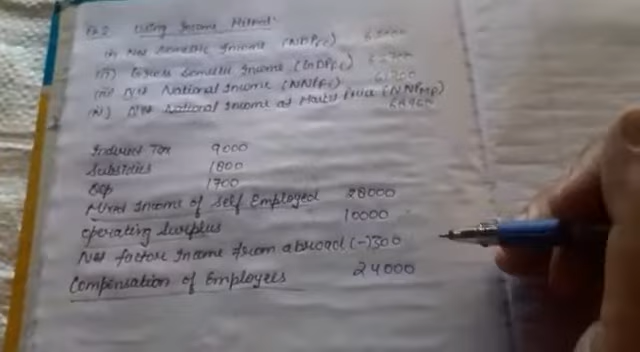 Ex.2 Using Income Method
(i) Net Domestic Income (NDPFC)
(ii) Gross Domestic Income (GDPFC)
(iii) Net National Income (NNPFC)
(iv) Net National Income at Market Price (NNPMP)
Indirect Tax 9000
Subsidies 1800
Dep 1700
Mixed Income of Self Employed 28000
Operating Surplus 10000
Net factor Income from abroad (-)300
Compensation of Employees 24000